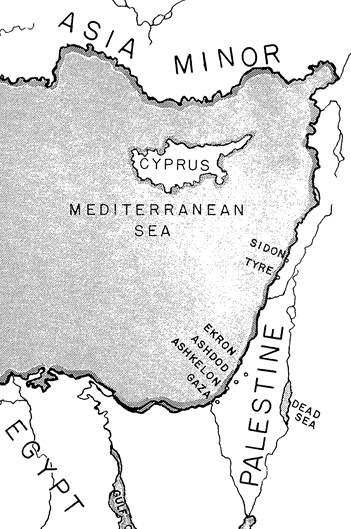 ASIA MINOR
CYPRUS
MEDITERRANEAN
SEA
SIDON
TYRE
EKRON
ASHDOD
ASHKELON
GAZA
PALESTINE
DEAD
SEA
EGYPT
GULF